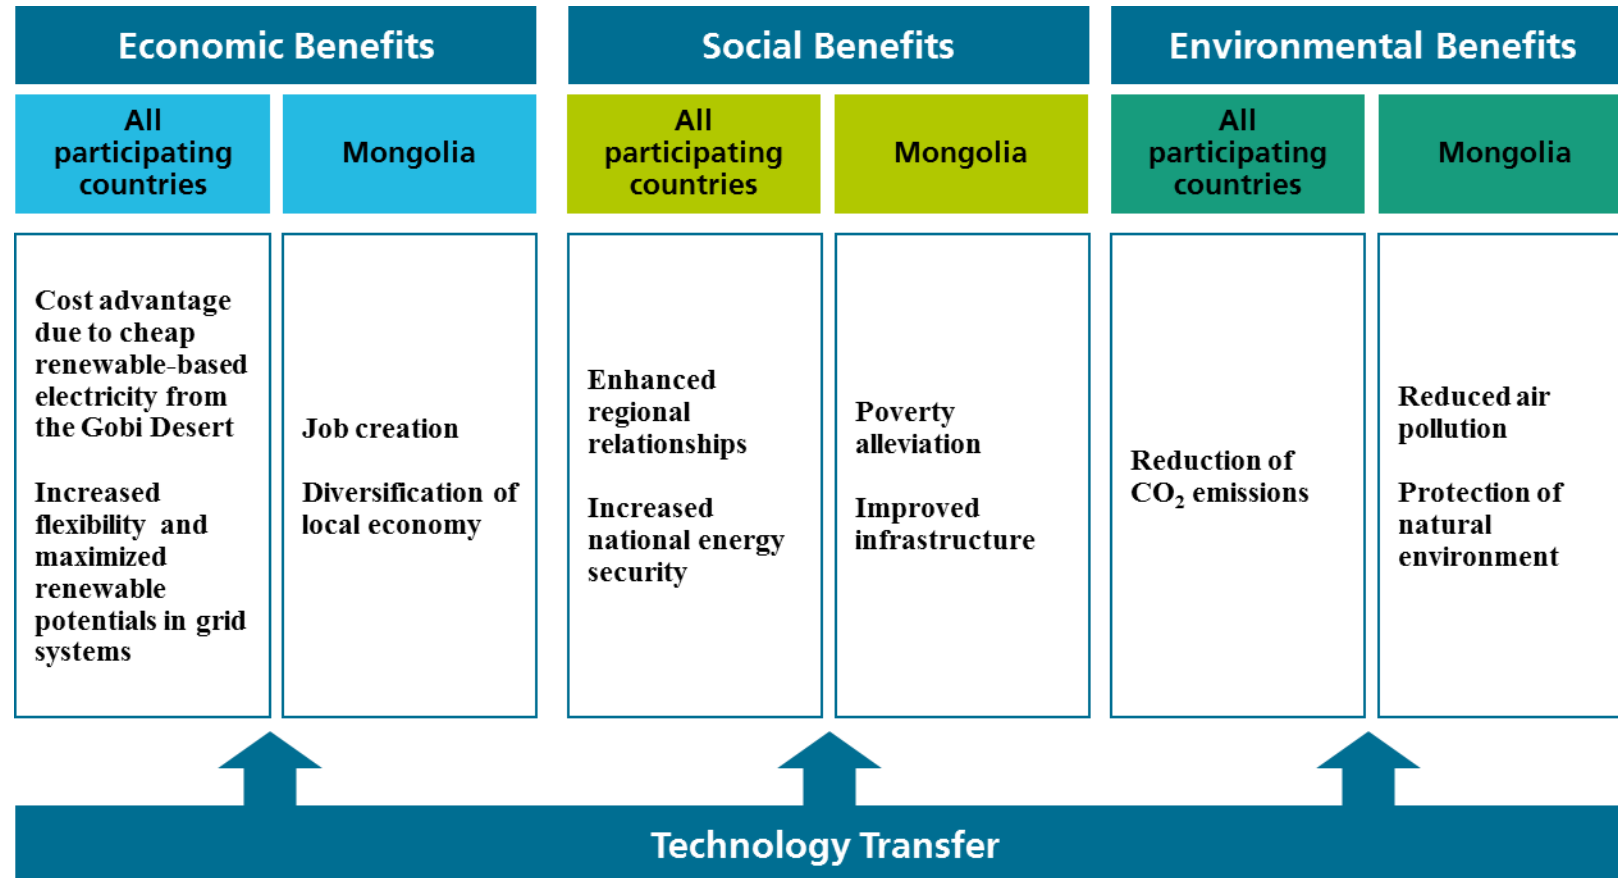 Economic Benefits
Social Benefits
Environmental Benefits
All
participating
countries
Mongolia
All
participating
countries
Mongolia
All
participating
countries
Mongolia
Cost advantage
due to cheap
renewable-based
electricity from
the Gobi Desert
Increased
flexibility and
maximized
renewable
potentials in grid
systems
Job creation
Diversification of
local economy
Enhanced
regional
relationships
Increased
national energy
security
Poverty
alleviation
Improved
infrastructure
Reduction of
CO₂ emissions
Reduced air
pollution
Protection of
natural
environment
Technology Transfer